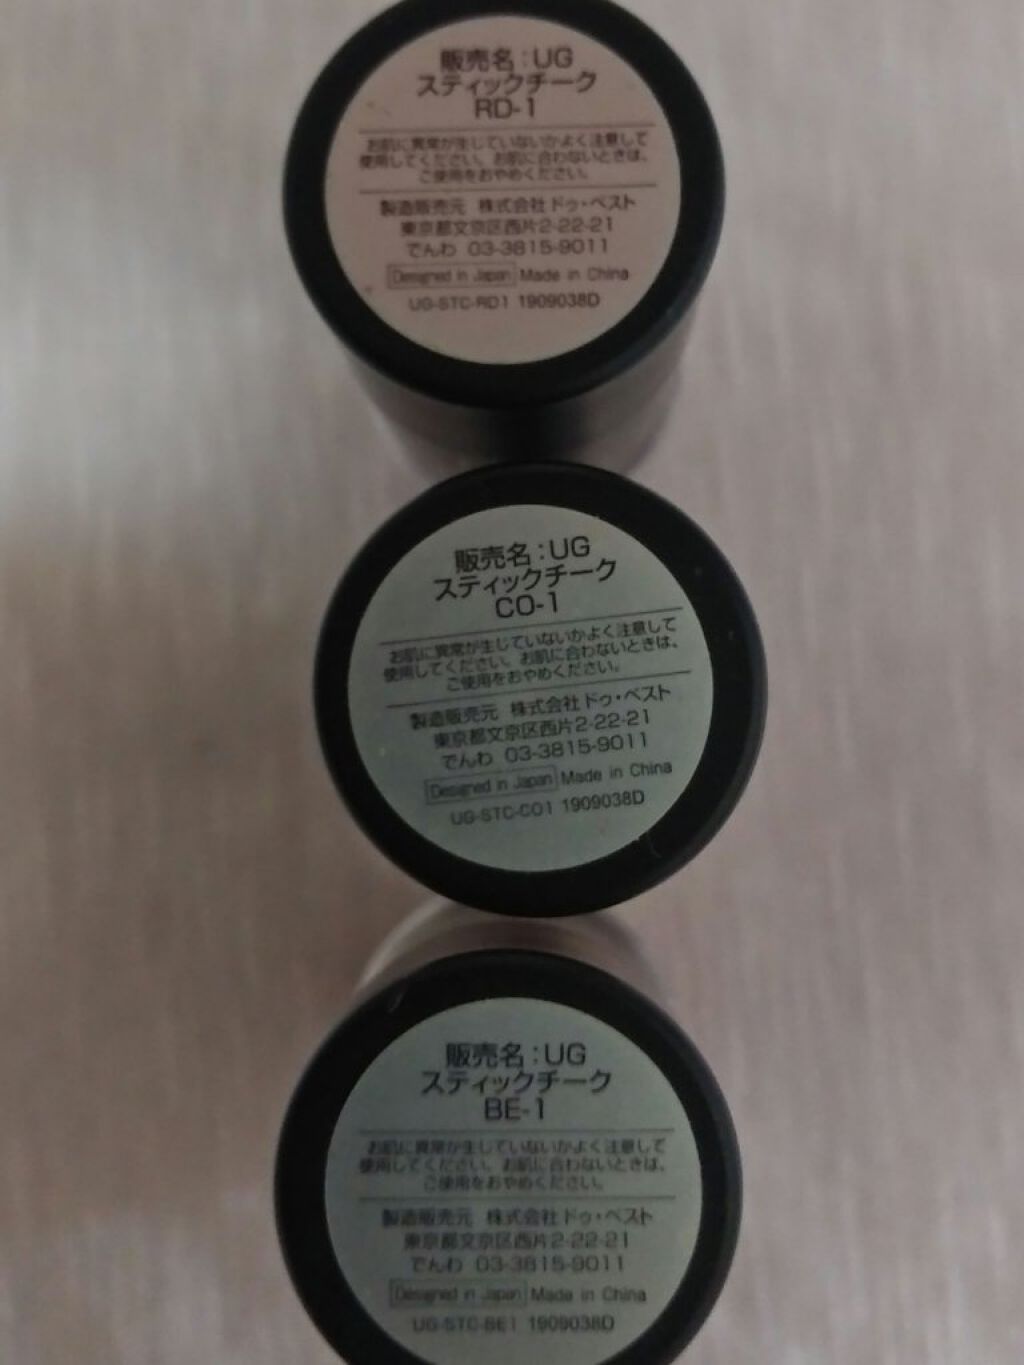 販売名:UG
スティックチーク
RD-1
お肌に異常が生じていないかよく注意して
使用してください。お肌に合わないときは、
ご使用をおやめください。
製造販売元 株式会社ドゥ・ベスト
東京都文京区西片2-22-21
でんわ 03-3815-9011
Designed in Japan Made in China
UG-STC-RD1 1909038D
販売名:UG
スティックチーク
CO-1
お肌に異常が生じていないかよく注意して
使用してください。お肌に合わないときは、
ご使用をおやめください。
製造販売元 株式会社ドゥ・ベスト
東京都文京区西片2-22-21
でんわ 03-3815-9011
Designed in Japan Made in China
UG-STC-CO1 1909038D
販売名:UG
スティックチーク
BE-1
お肌に異常が生じていないかよく注意して
使用してください。お肌に合わないときは、
ご使用をおやめください。
製造販売元 株式会社ドゥ・ベスト
東京都文京区西片2-22-21
でんわ 03-3815-9011
Designed in Japan Made in China
UG-STC-BE1 1909038D